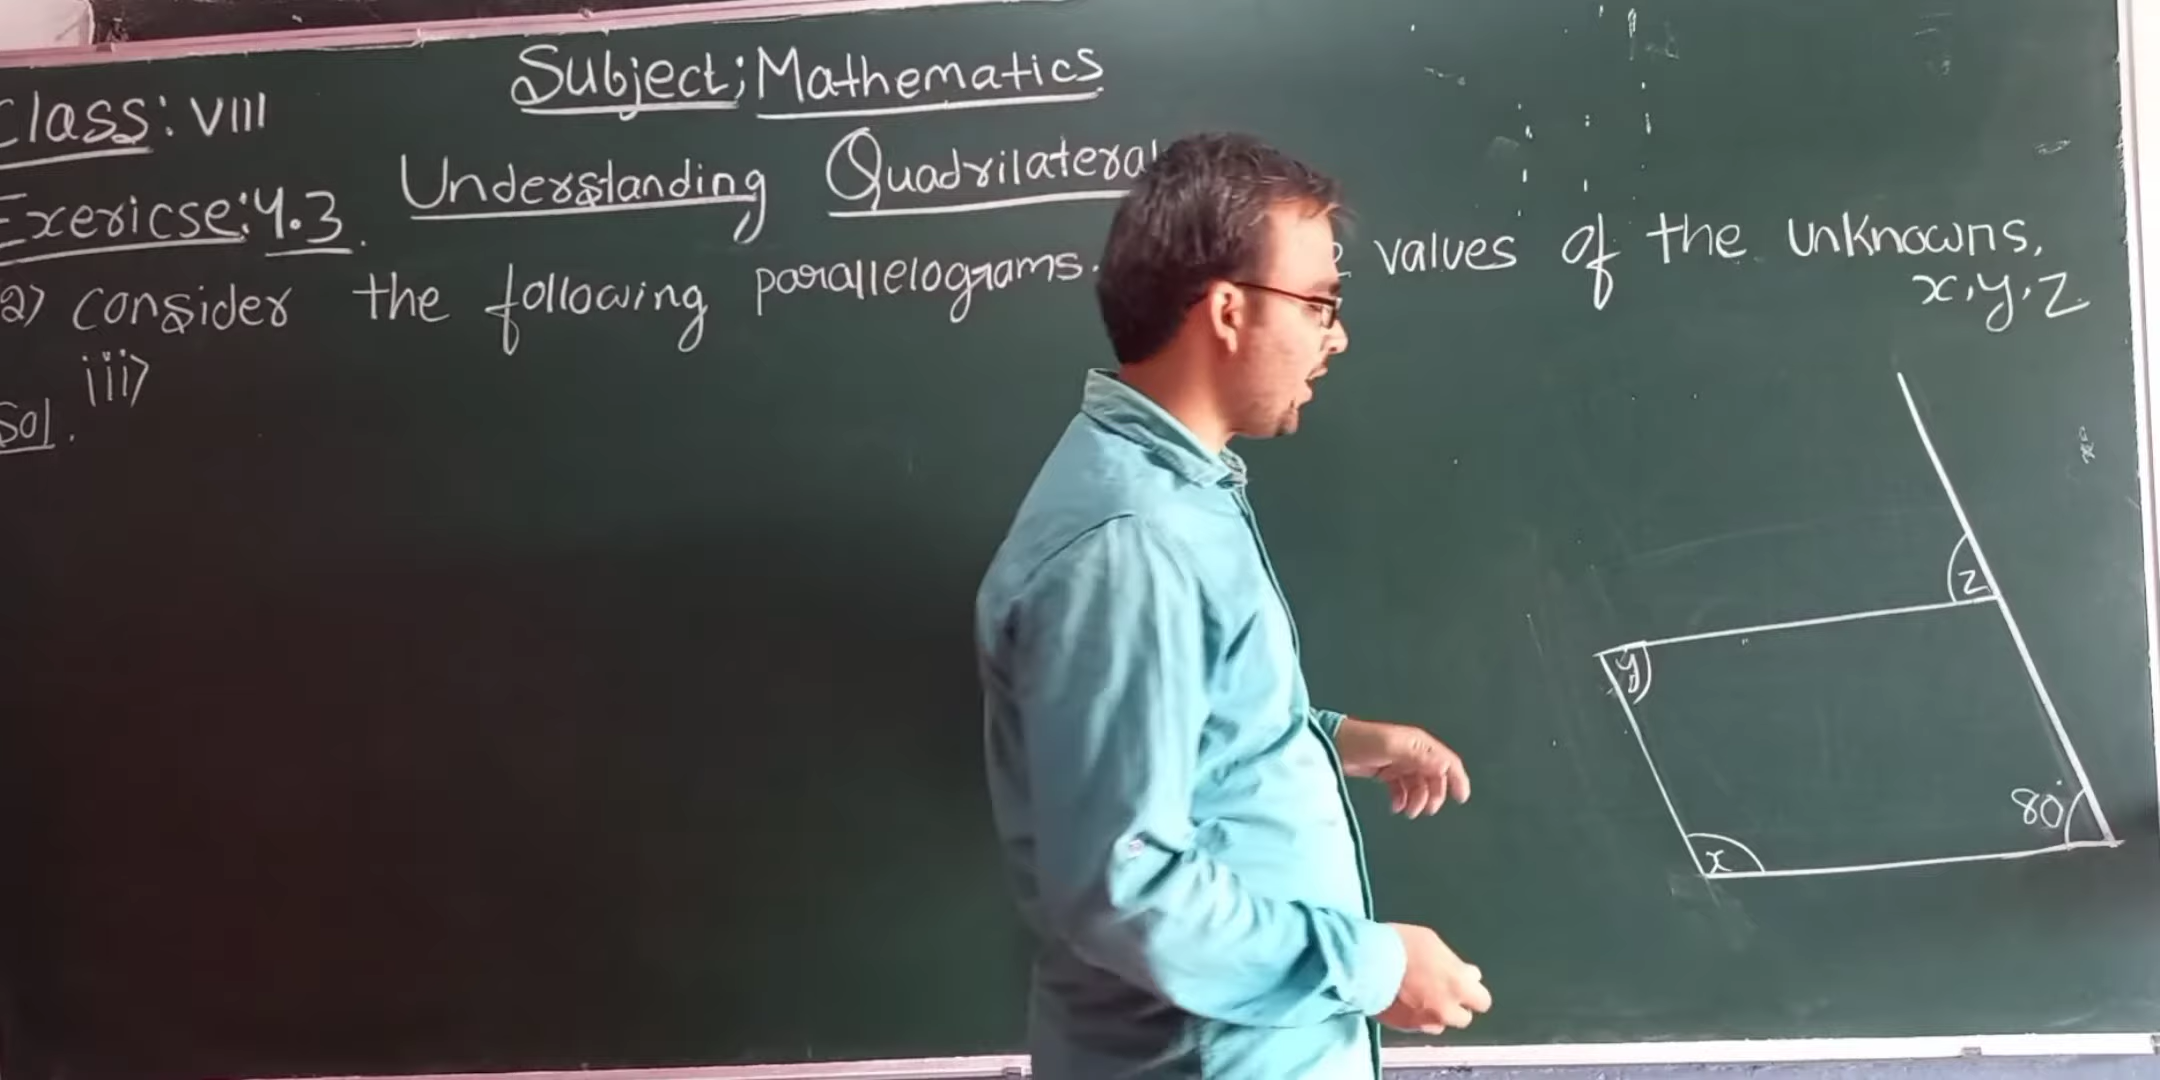 Class: VIII
Subject; Mathematics
Exericse: 4.3.
Understanding Quadrilateral
2) consider the following parallelograms. values of the unknowns,
x, y, z.
iii)
Sol.
z
y
80°
x